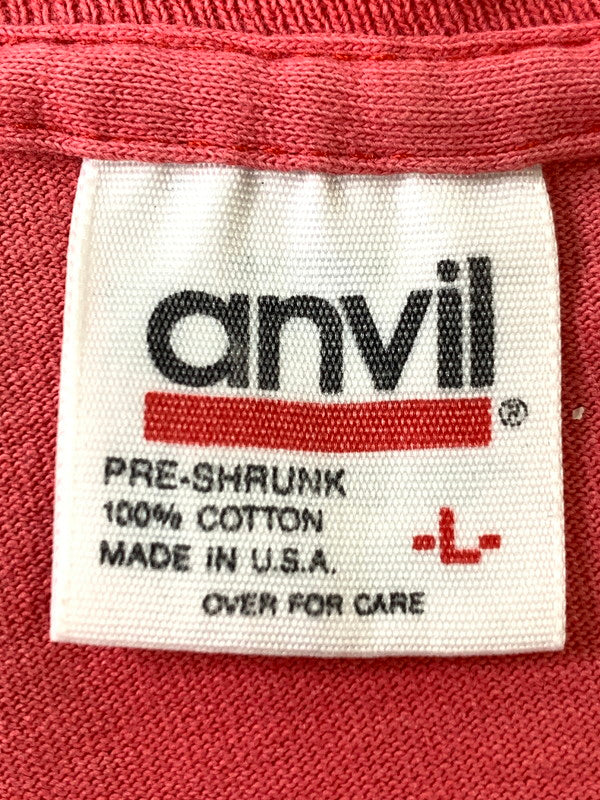 anvil®
PRE-SHRUNK
100% COTTON
MADE IN U.S.A.
-L-
OVER FOR CARE